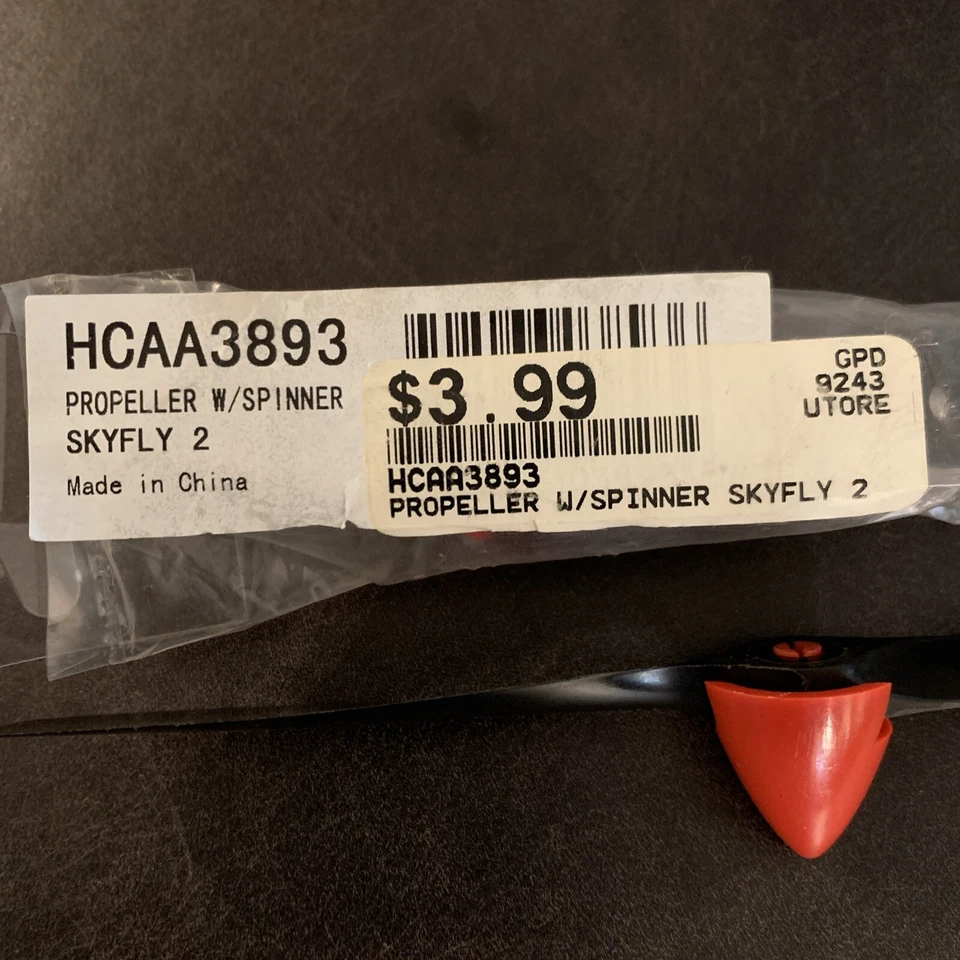 HCAA3893
PROPELLER W/SPINNER
SKYFLY 2
Made in China
$3.99
GPD
9243
UTORE
HCAA3893
PROPELLER W/SPINNER SKYFLY 2